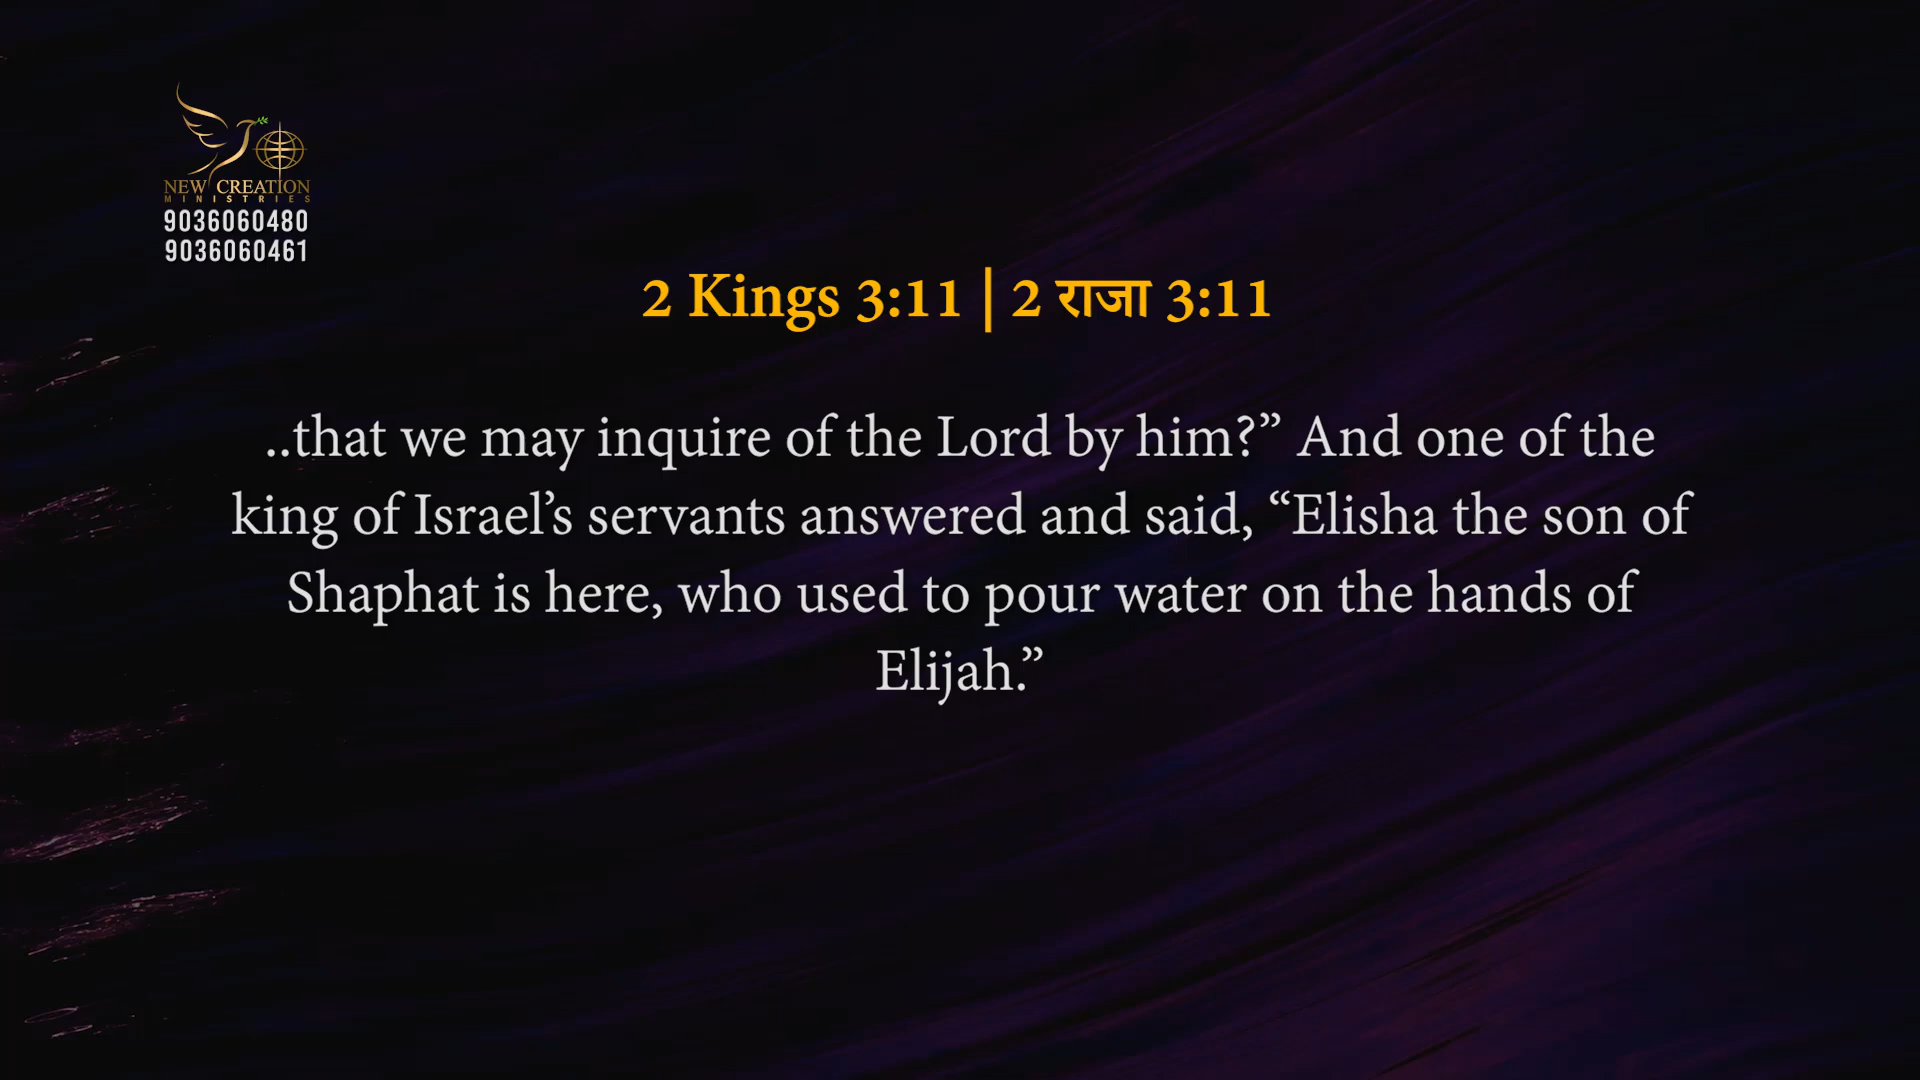 NEW CREATION
MINISTRIES
9036060480
9036060461
2 Kings 3:11 | 2 राजा 3:11
..that we may inquire of the Lord by him?” And one of the
king of Israel’s servants answered and said, “Elisha the son of
Shaphat is here, who used to pour water on the hands of
Elijah.”